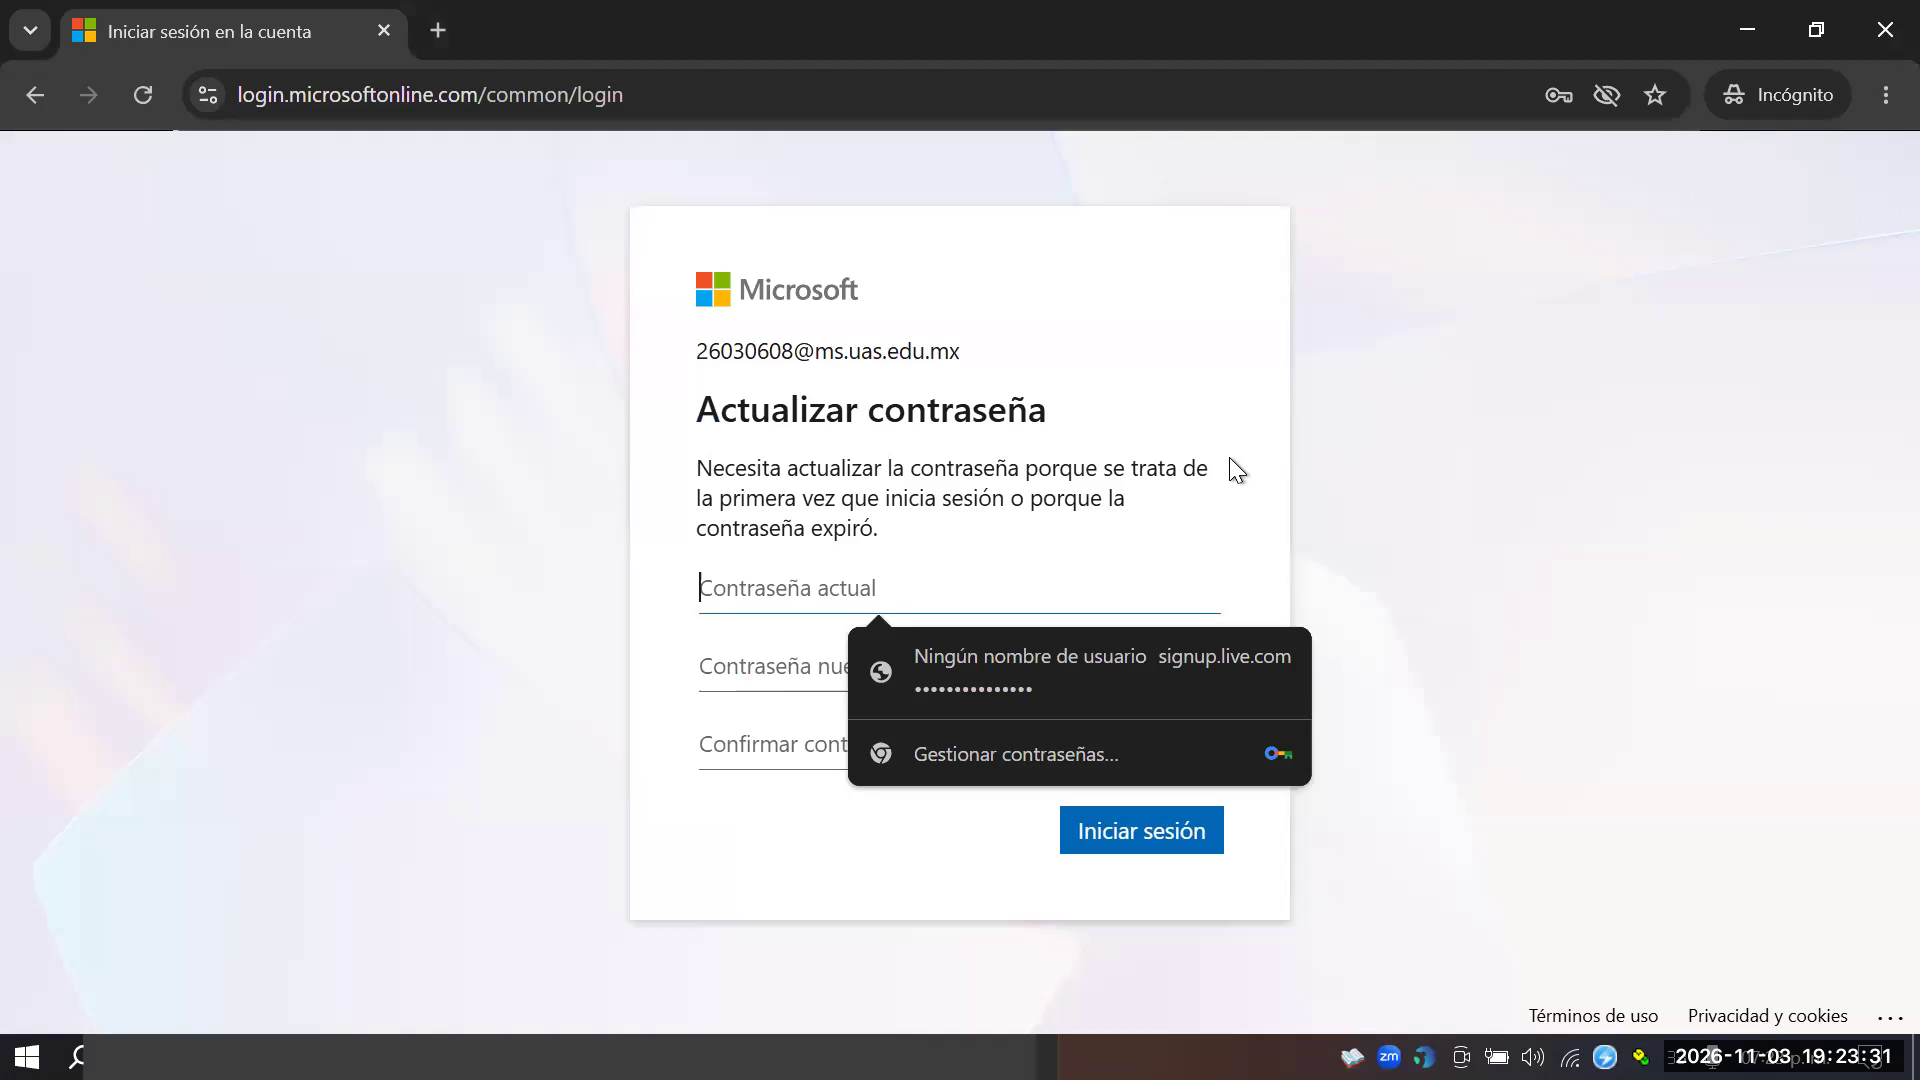 Iniciar sesión en la cuenta
login.microsoftonline.com/common/login
Incógnito
Microsoft
26030608@ms.uas.edu.mx
Actualizar contraseña
Necesita actualizar la contraseña porque se trata de
la primera vez que inicia sesión o porque la
contraseña expiró.
Contraseña actual
Ningún nombre de usuario signup.live.com
•••••••••••••••
Contraseña nue
Gestionar contraseñas...
Confirmar cont
Iniciar sesión
Términos de uso
Privacidad y cookies
...
zm
2026-11-03 19:23:31